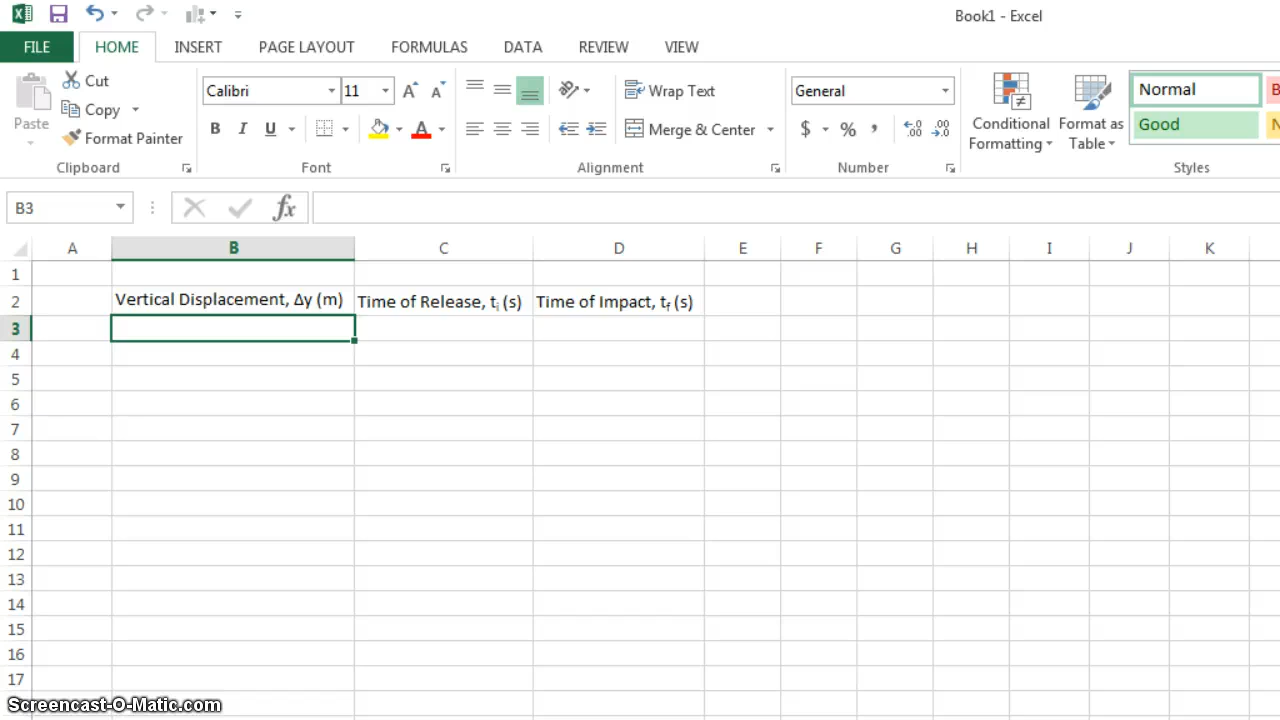 Book1 - Excel
FILE HOME INSERT PAGE LAYOUT FORMULAS DATA REVIEW VIEW
Paste
Cut
Copy
Format Painter
Clipboard
Calibri 11
B I U A
Font
Wrap Text
Merge & Center
Alignment
General
$ % ,
Number
Conditional Formatting
Format as Table
Normal
Good
Styles
B3
fx
A B C D E F G H I J K
1
2 Vertical Displacement, Δy (m) Time of Release, tᵢ (s) Time of Impact, t_f (s)
3
4
5
6
7
8
9
10
11
12
13
14
15
16
17
Screencast-O-Matic.com